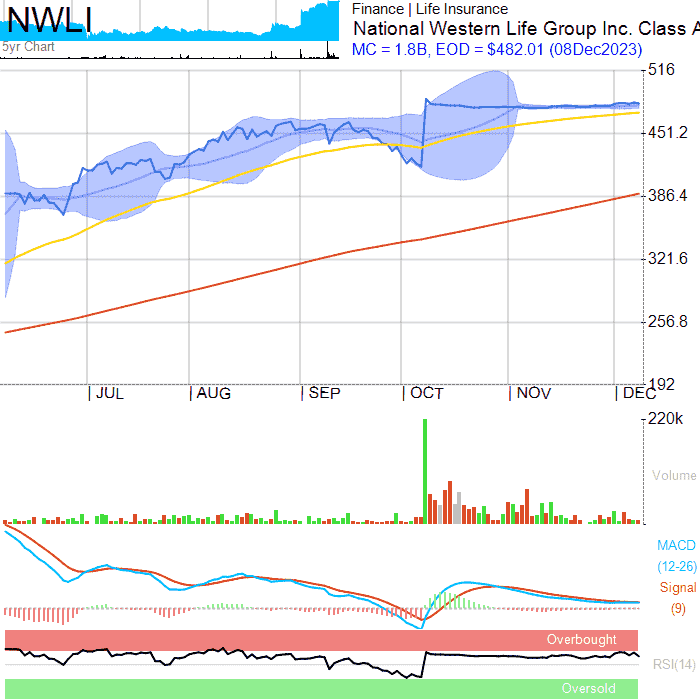 NWLI
5yr Chart
Finance | Life Insurance
National Western Life Group Inc. Class A
MC = 1.8B, EOD = $482.01 (08Dec2023)
516
451.2
386.4
321.6
256.8
192
JUL AUG SEP OCT NOV DEC
220k
Volume
MACD
(12-26)
Signal
(9)
Overbought
RSI(14)
Oversold